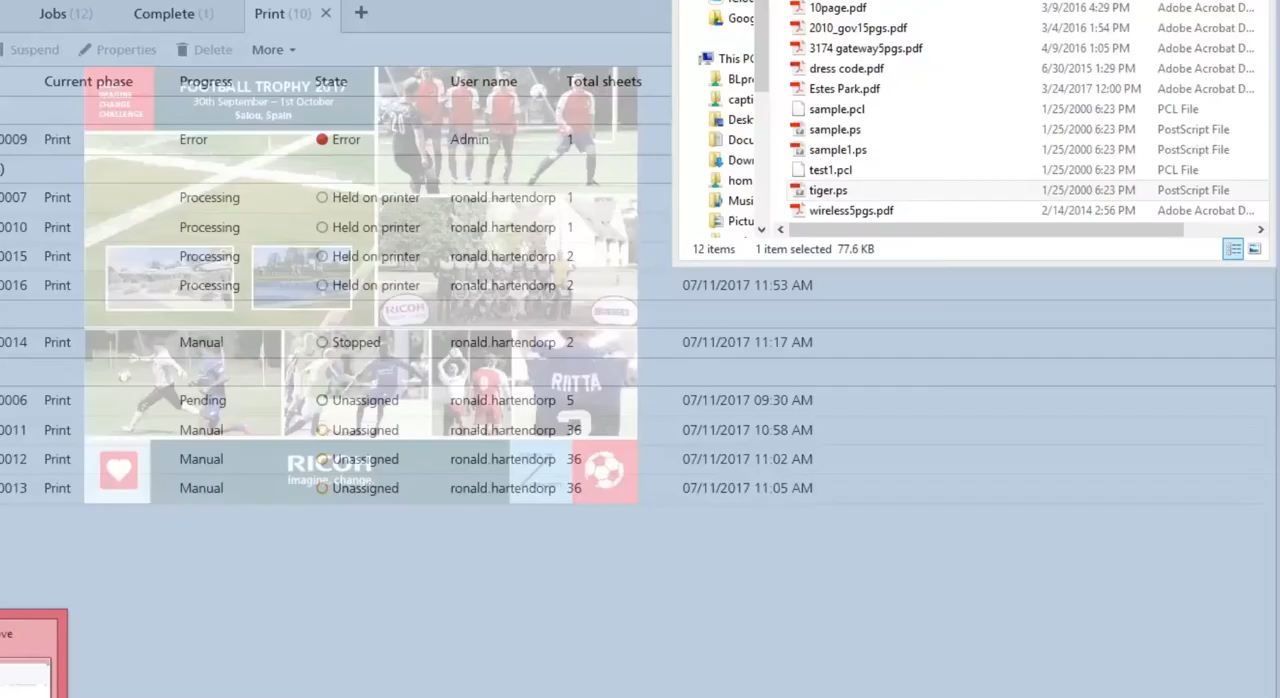 Jobs (12) Complete (1) Print (10) × +
Suspend Properties Delete More
Current phase Progress State User name Total sheets
FOOTBALL TROPHY 2017
30th September – 1st October
Salou, Spain
CHANGE
CHALLENGE
0009 Print Error Error Admin 1
)
0007 Print Processing Held on printer ronald.hartendorp 1
0010 Print Processing Held on printer ronald.hartendorp 1
0015 Print Processing Held on printer ronald.hartendorp 2
0016 Print Processing Held on printer ronald.hartendorp 2 07/11/2017 11:53 AM
RICOH
0014 Print Manual Stopped ronald.hartendorp 2 07/11/2017 11:17 AM
RIITTA
0006 Print Pending Unassigned ronald.hartendorp 5 07/11/2017 09:30 AM
0011 Print Manual Unassigned ronald.hartendorp 36 07/11/2017 10:58 AM
0012 Print Manual Unassigned ronald.hartendorp 36 07/11/2017 11:02 AM
RICOH
imagine. change.
0013 Print Manual Unassigned ronald.hartendorp 36 07/11/2017 11:05 AM
ove
Goog
This PC
BLpro
capti
Desk
Docu
Down
hom
Musi
Pictu
10page.pdf 3/9/2016 4:29 PM Adobe Acrobat D...
2010_gov15pgs.pdf 3/4/2016 1:54 PM Adobe Acrobat D...
3174 gateway5pgs.pdf 4/9/2016 1:05 PM Adobe Acrobat D...
dress code.pdf 6/30/2015 1:29 PM Adobe Acrobat D...
Estes Park.pdf 3/24/2017 12:00 PM Adobe Acrobat D...
sample.pcl 1/25/2000 6:23 PM PCL File
sample.ps 1/25/2000 6:23 PM PostScript File
sample1.ps 1/25/2000 6:23 PM PostScript File
test1.pcl 1/25/2000 6:23 PM PCL File
tiger.ps 1/25/2000 6:23 PM PostScript File
wireless5pgs.pdf 2/14/2014 2:56 PM Adobe Acrobat D...
12 items 1 item selected 77.6 KB